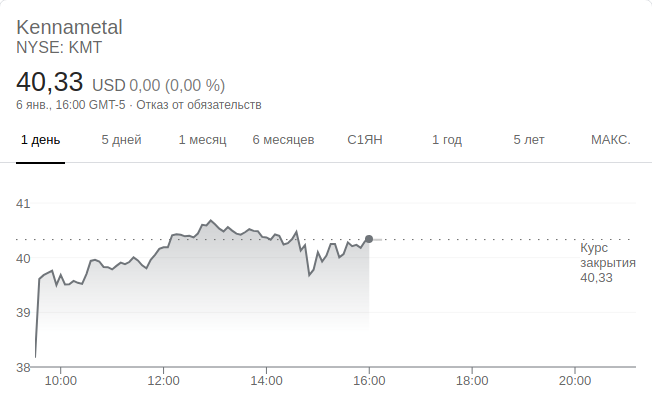 Kennametal
NYSE: KMT
40,33 USD 0,00 (0,00 %)
6 янв., 16:00 GMT-5 · Отказ от обязательств
1 день 5 дней 1 месяц 6 месяцев С1ЯН 1 год 5 лет МАКС.
41
40
39
38
Курс
закрытия
40,33
10:00 12:00 14:00 16:00 18:00 20:00